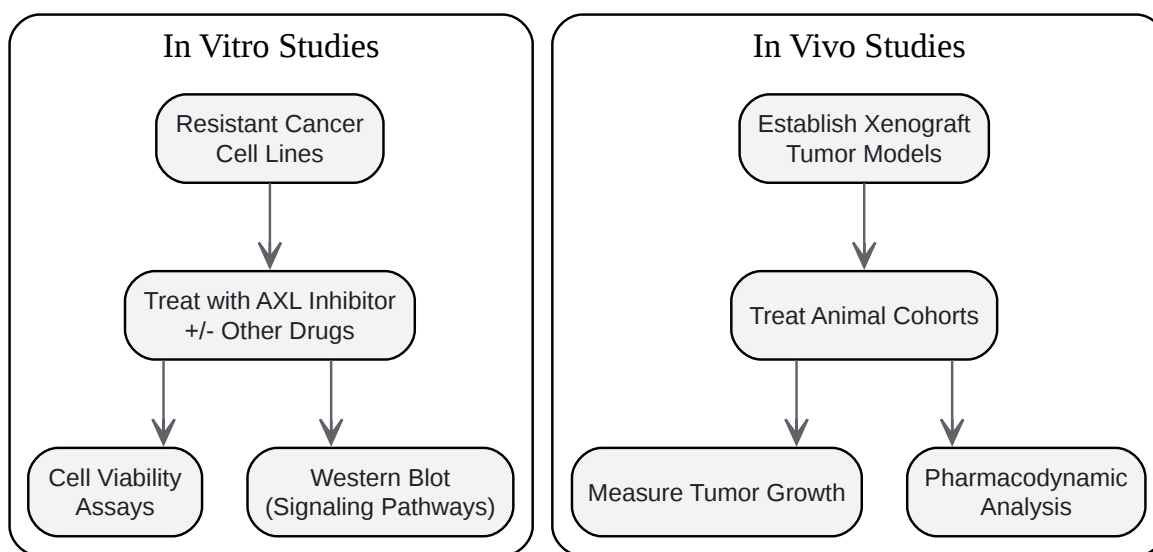 In Vitro Studies
Resistant Cancer
Cell Lines
Treat with AXL Inhibitor
+/- Other Drugs
Cell Viability
Assays
Western Blot
(Signaling Pathways)
In Vivo Studies
Establish Xenograft
Tumor Models
Treat Animal Cohorts
Measure Tumor Growth
Pharmacodynamic
Analysis